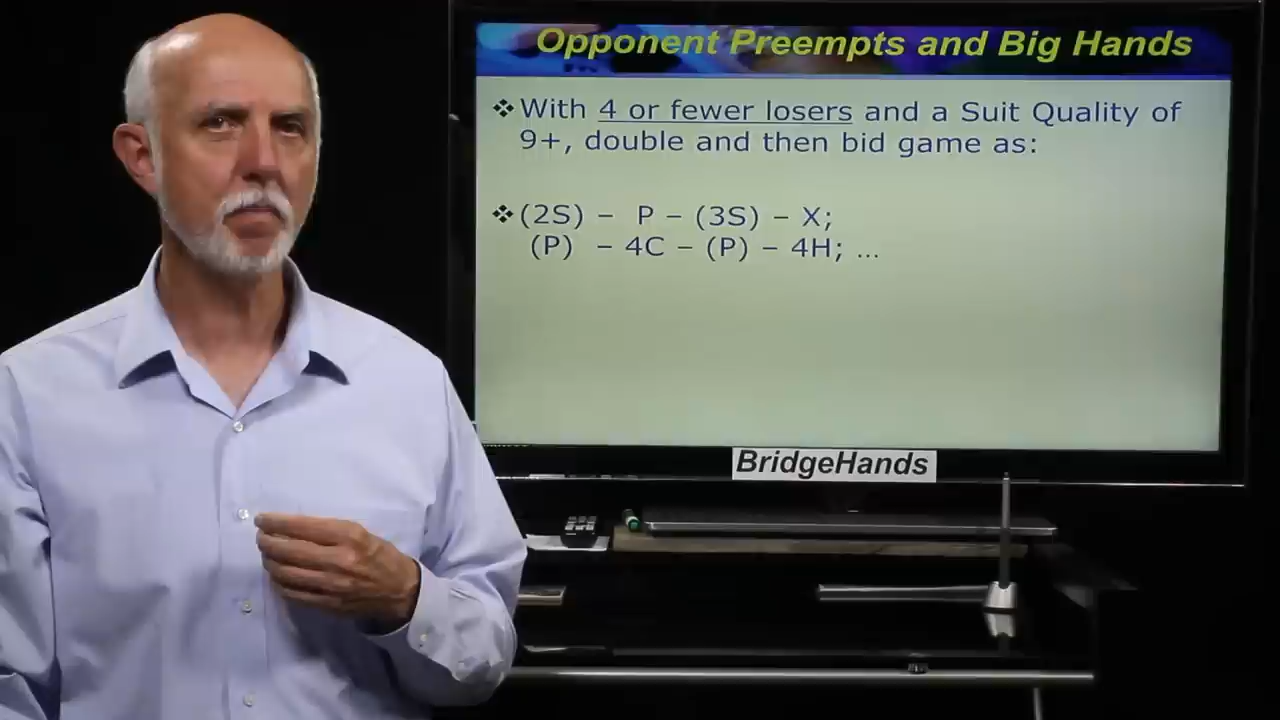 Opponent Preempts and Big Hands
❖With 4 or fewer losers and a Suit Quality of
9+, double and then bid game as:
❖(2S) – P – (3S) – X;
(P) – 4C – (P) – 4H; ...
BridgeHands